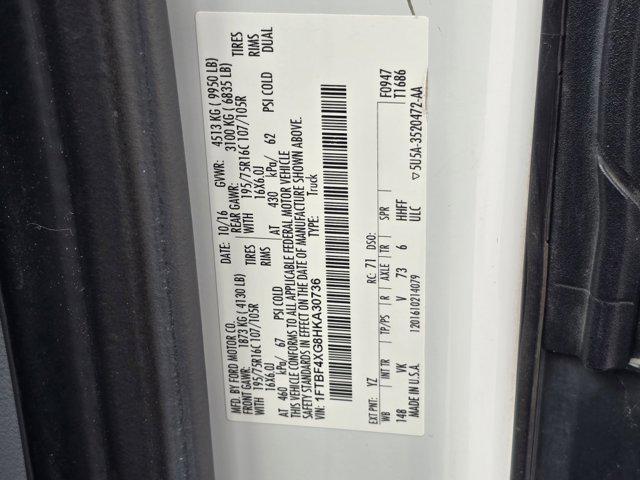 MFD. BY FORD MOTOR CO.
DATE: 10/16 GVWR: 4513 KG ( 9950 LB)
FRONT GAWR: 1873 KG ( 4130 LB) REAR GAWR: 3100 KG ( 6835 LB)
WITH 195/75R16C 107/105R TIRES WITH 195/75R16C 107/105R TIRES
16X6.0J RIMS 16X6.0J RIMS
AT 460 kPa/ 67 PSI COLD AT 430 kPa/ 62 PSI COLD DUAL
THIS VEHICLE CONFORMS TO ALL APPLICABLE FEDERAL MOTOR VEHICLE
SAFETY STANDARDS IN EFFECT ON THE DATE OF MANUFACTURE SHOWN ABOVE.
VIN: 1FTBF4XG8HKA30736 Truck
EXT PNT: YZ RC: 71 DSO: F0947
WB INT TR TP/PS R AXLE TR SPR T1686
148 VK V 73 6 HHFF
MADE IN U.S.A. 1201610214079 ULC ▽5U5A-3520472-AA